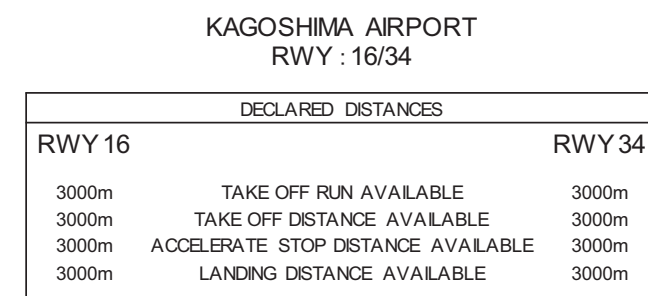 KAGOSHIMA AIRPORT
RWY : 16/34
DECLARED DISTANCES
RWY 16 RWY 34
3000m TAKE OFF RUN AVAILABLE 3000m
3000m TAKE OFF DISTANCE AVAILABLE 3000m
3000m ACCELERATE STOP DISTANCE AVAILABLE 3000m
3000m LANDING DISTANCE AVAILABLE 3000m